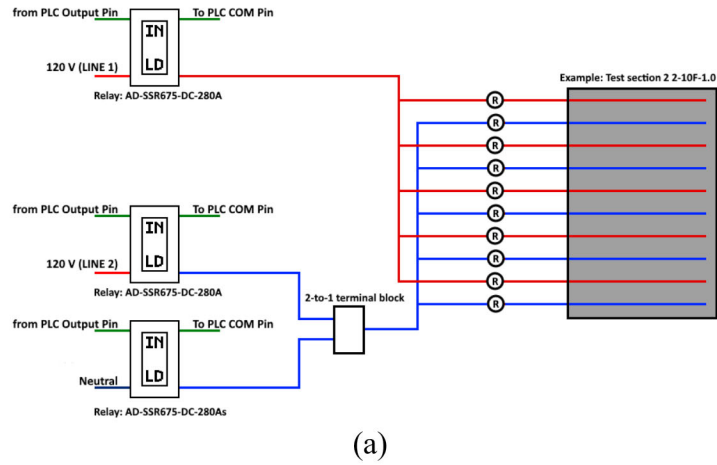 from PLC Output Pin
To PLC COM Pin
IN
LD
120 V (LINE 1)
Relay: AD-SSR675-DC-280A
Example: Test section 2 2-10F-1.0
R
R
R
R
R
R
R
R
R
R
from PLC Output Pin
To PLC COM Pin
IN
LD
120 V (LINE 2)
Relay: AD-SSR675-DC-280A
2-to-1 terminal block
from PLC Output Pin
To PLC COM Pin
IN
LD
Neutral
Relay: AD-SSR675-DC-280As
(a)